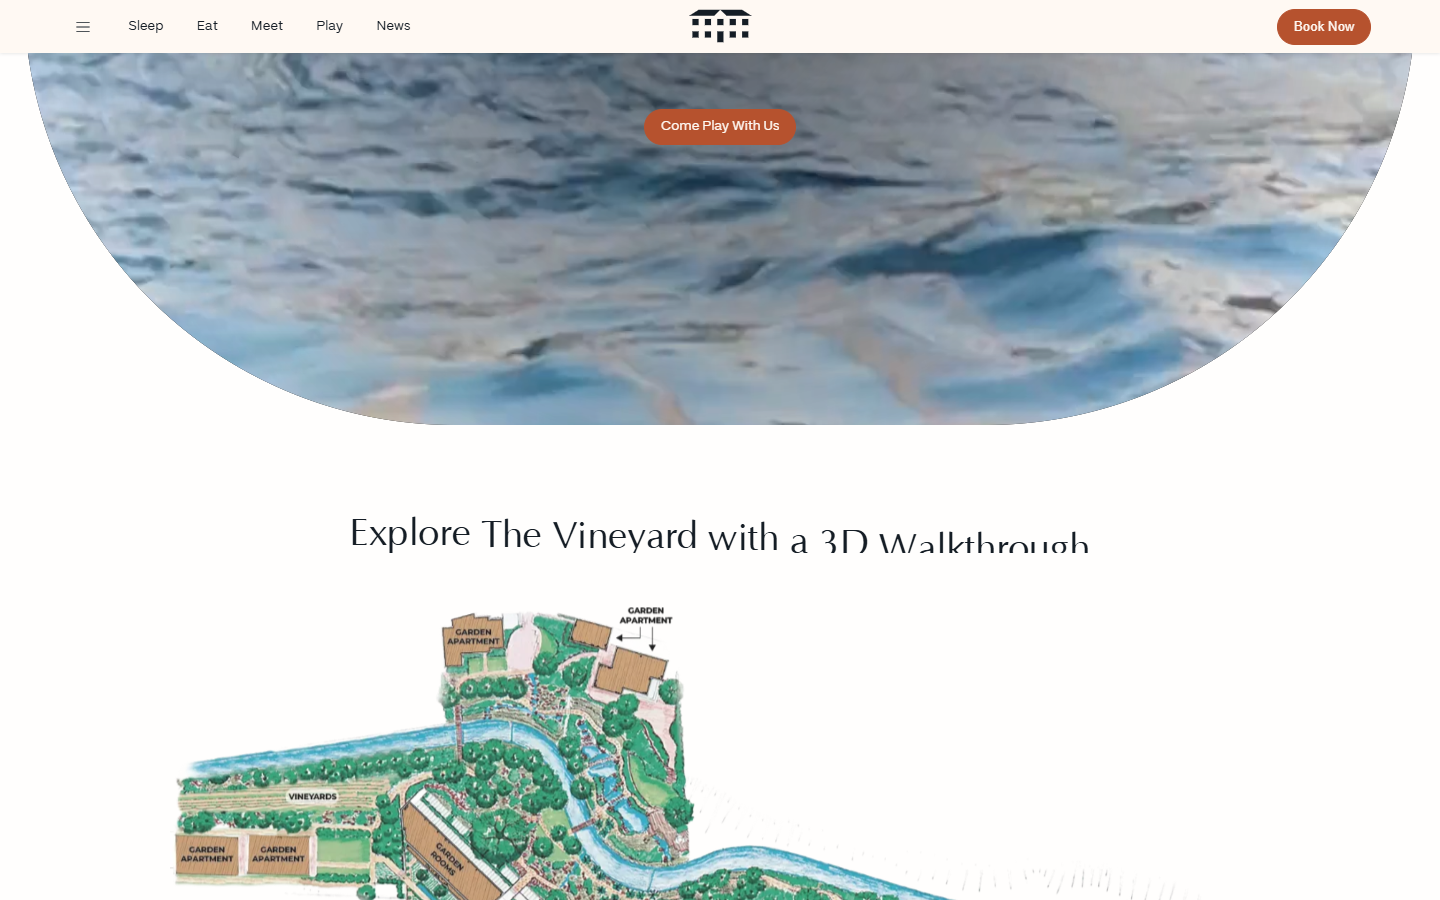 Sleep
Eat
Meet
Play
News
Book Now
Come Play With Us
Explore The Vineyard with a 3D Walkthrough
GARDEN
APARTMENT
GARDEN
APARTMENT
VINEYARDS
GARDEN
APARTMENT
GARDEN
APARTMENT
GARDEN
ROOMS